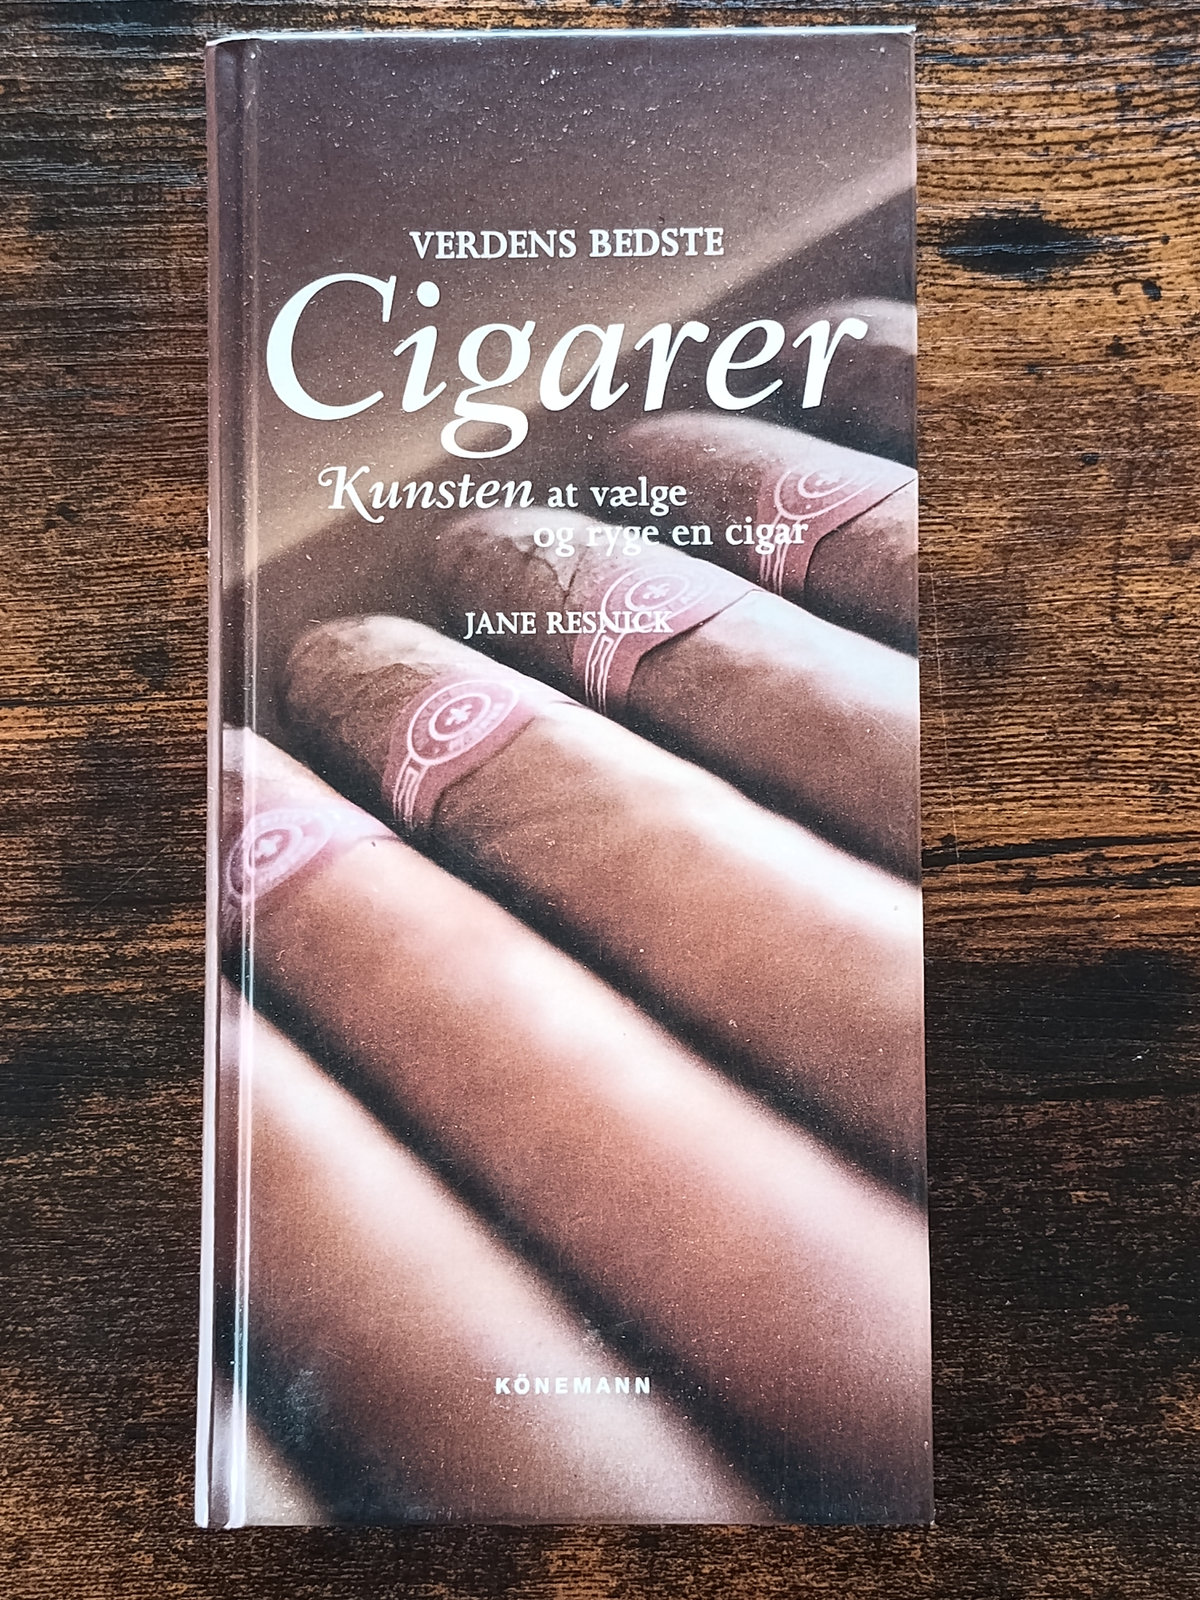 VERDENS BEDSTE
Cigarer
Kunsten at vælge
og ryge en cigar
JANE RESNICK
KÖNEMANN